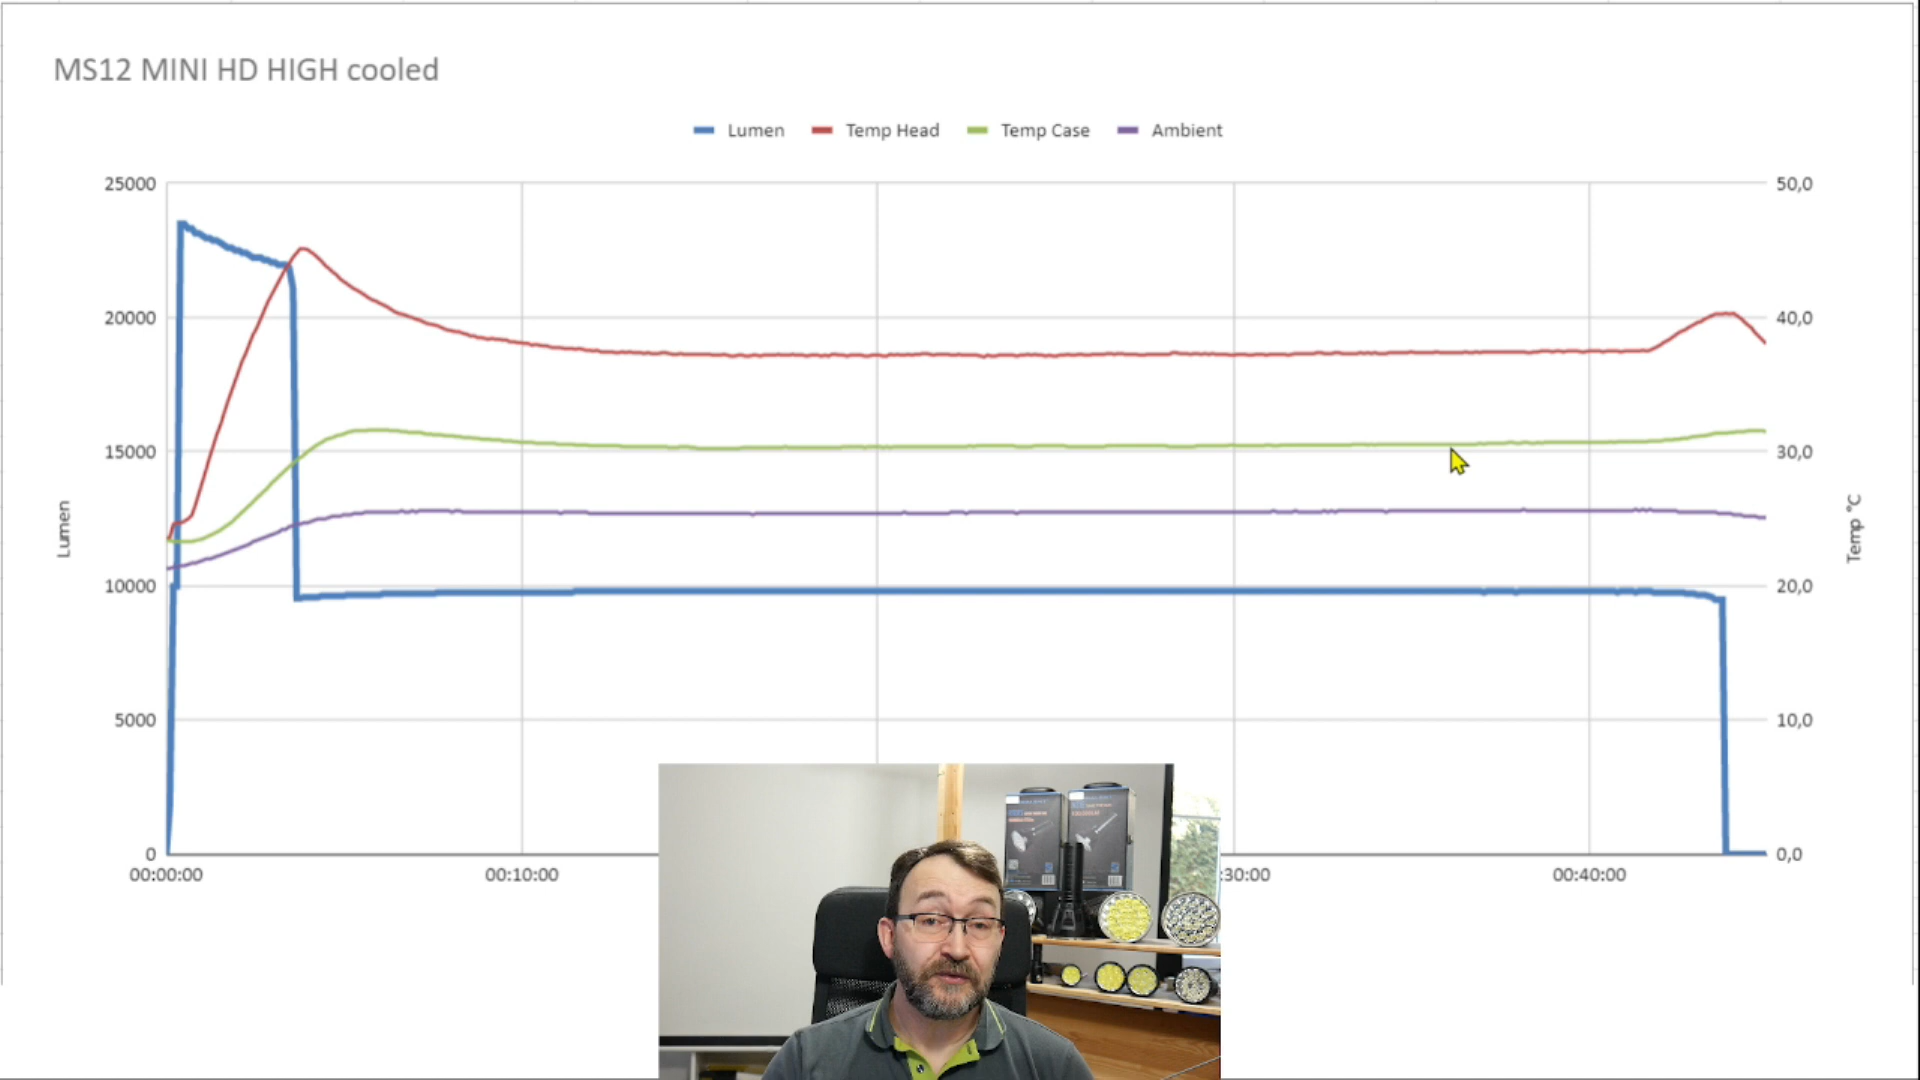 MS12 MINI HD HIGH cooled
Lumen Temp Head Temp Case Ambient
25000 50,0
20000 40,0
15000 30,0
Lumen
Temp °C
10000 20,0
5000 10,0
0 0,0
00:00:00 00:10:00 :30:00 00:40:00